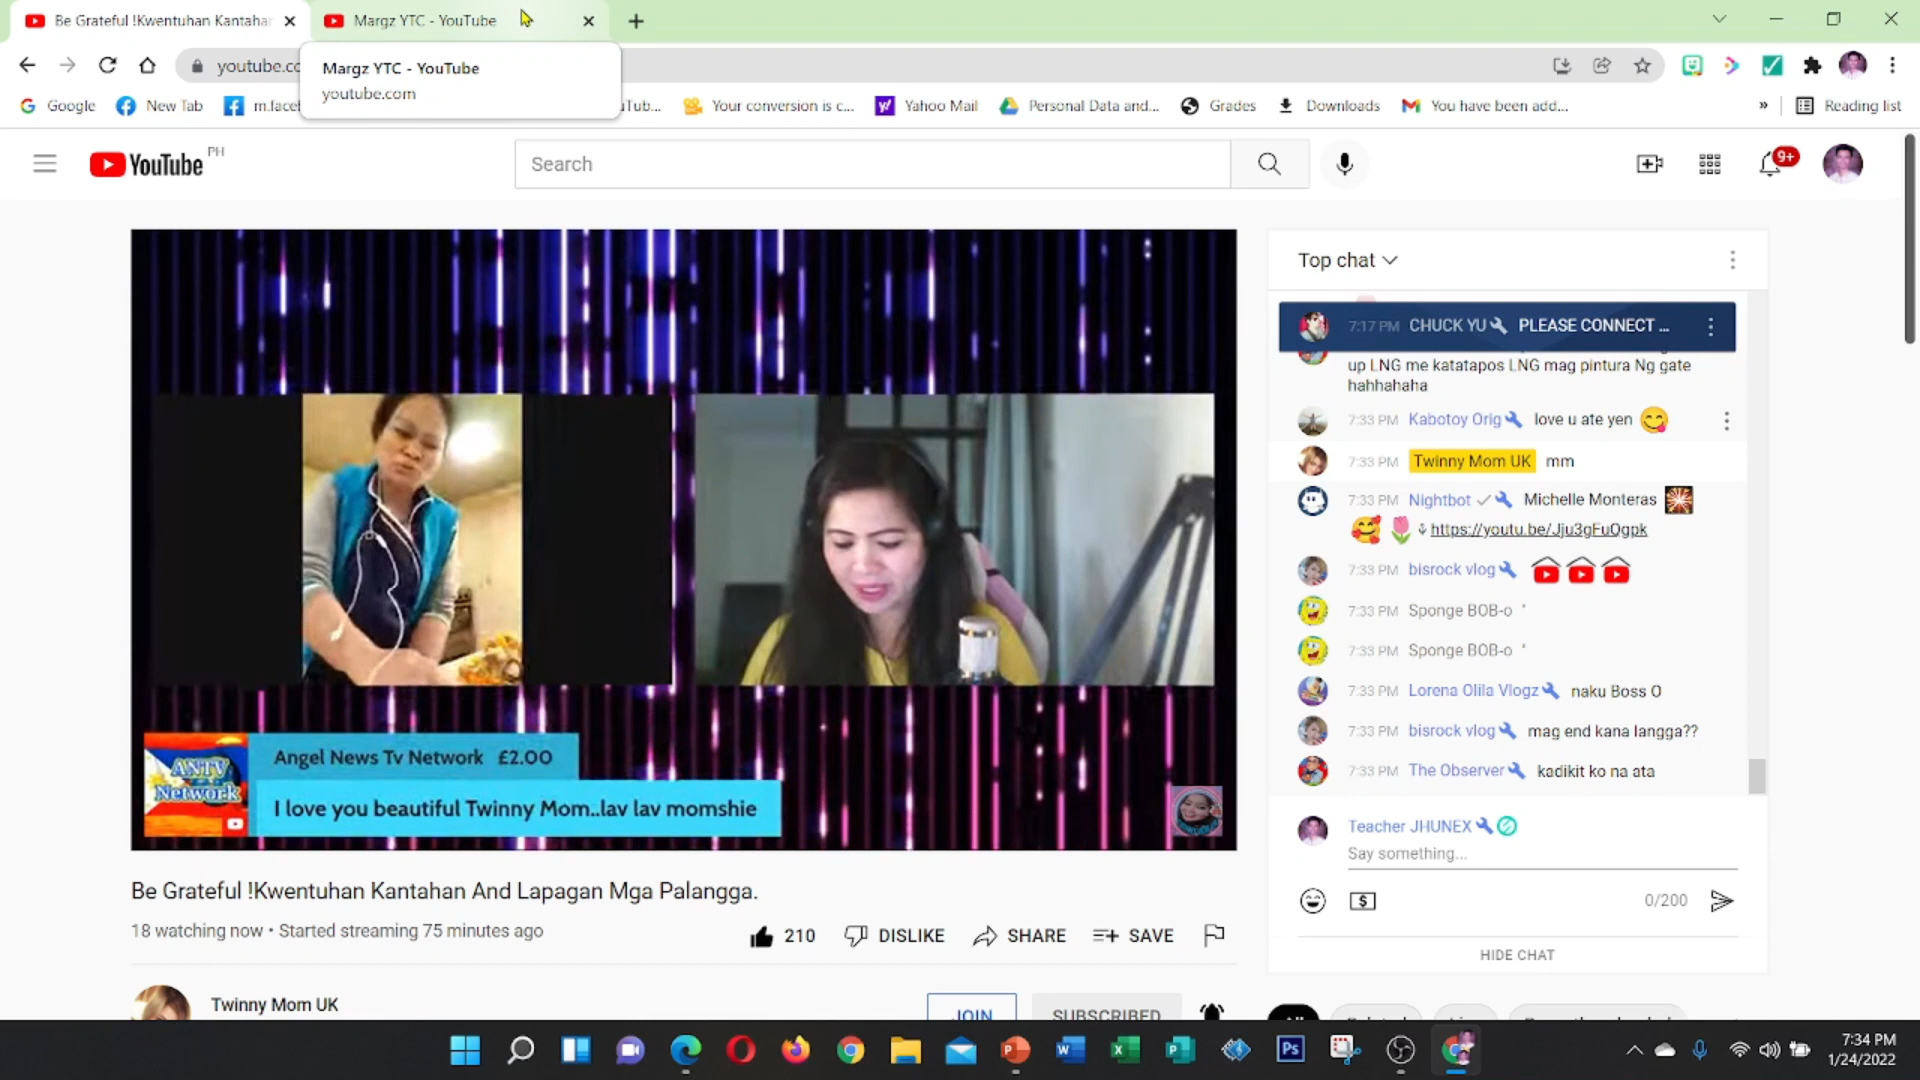 Be Grateful !Kwentuhan Kantahan
Margz YTC - YouTube
youtube.co
Margz YTC - YouTube
youtube.com
Google
New Tab
Your conversion is c...
Yahoo Mail
Personal Data and...
Grades
Downloads
You have been add...
»
Reading list
YouTube PH
Search
9+
Top chat
7:17 PM CHUCK YU PLEASE CONNECT ...
up LNG me katatapos LNG mag pintura Ng gate
hahhahaha
7:33 PM Kabotoy Orig love u ate yen
7:33 PM Twinny Mom UK mm
7:33 PM Nightbot Michelle Monteras
https://youtu.be/Jju3gFuQgpk
7:33 PM bisrock vlog
7:33 PM Sponge BOB-o '
7:33 PM Sponge BOB-o '
7:33 PM Lorena Olila Vlogz naku Boss O
7:33 PM bisrock vlog mag end kana langga??
7:33 PM The Observer kadikit ko na ata
Teacher JHUNEX
Say something...
0/200
HIDE CHAT
ANTV
Network
Angel News Tv Network £2.00
I love you beautiful Twinny Mom..lav lav momshie
Be Grateful !Kwentuhan Kantahan And Lapagan Mga Palangga.
18 watching now • Started streaming 75 minutes ago
210
DISLIKE
SHARE
SAVE
Twinny Mom UK
JOIN
SUBSCRIBED
Ps
7:34 PM
1/24/2022